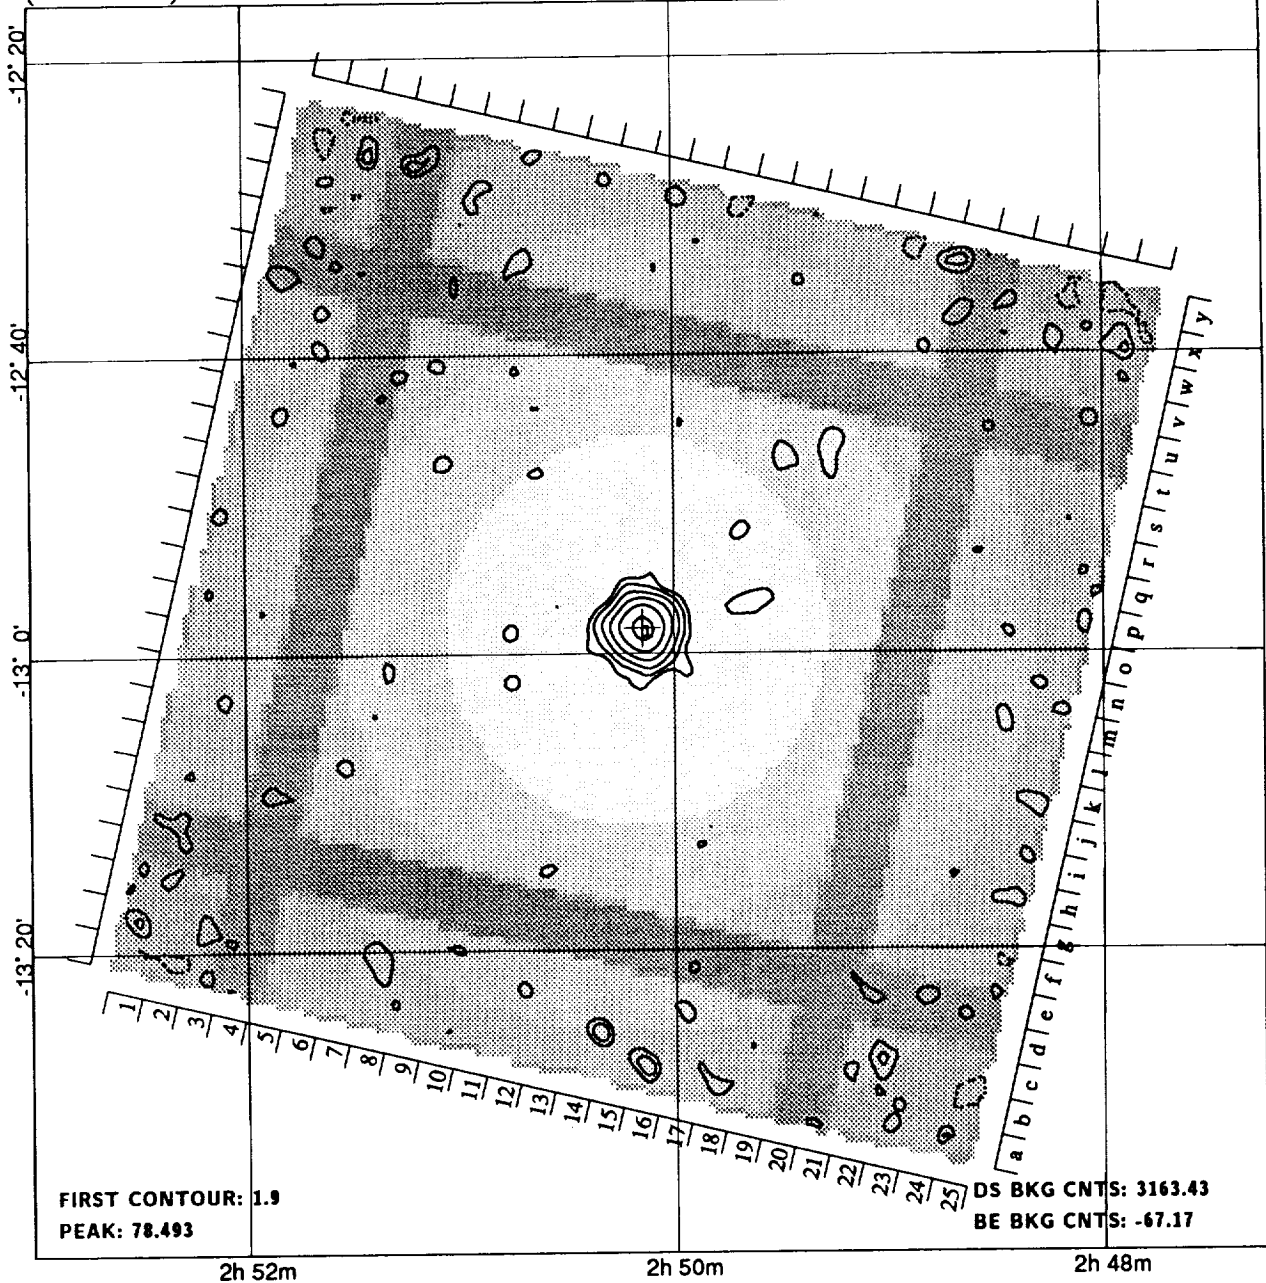 -12° 20'
-12° 40'
-13° 0'
-13° 20'
y
x
w
v
u
t
s
r
q
p
o
n
m
l
k
j
i
h
g
f
e
d
c
b
a
1 2 3 4 5 6 7 8 9 10 11 12 13 14 15 16 17 18 19 20 21 22 23 24 25
FIRST CONTOUR: 1.9
PEAK: 78.493
DS BKG CNTS: 3163.43
BE BKG CNTS: -67.17
2h 52m 2h 50m 2h 48m